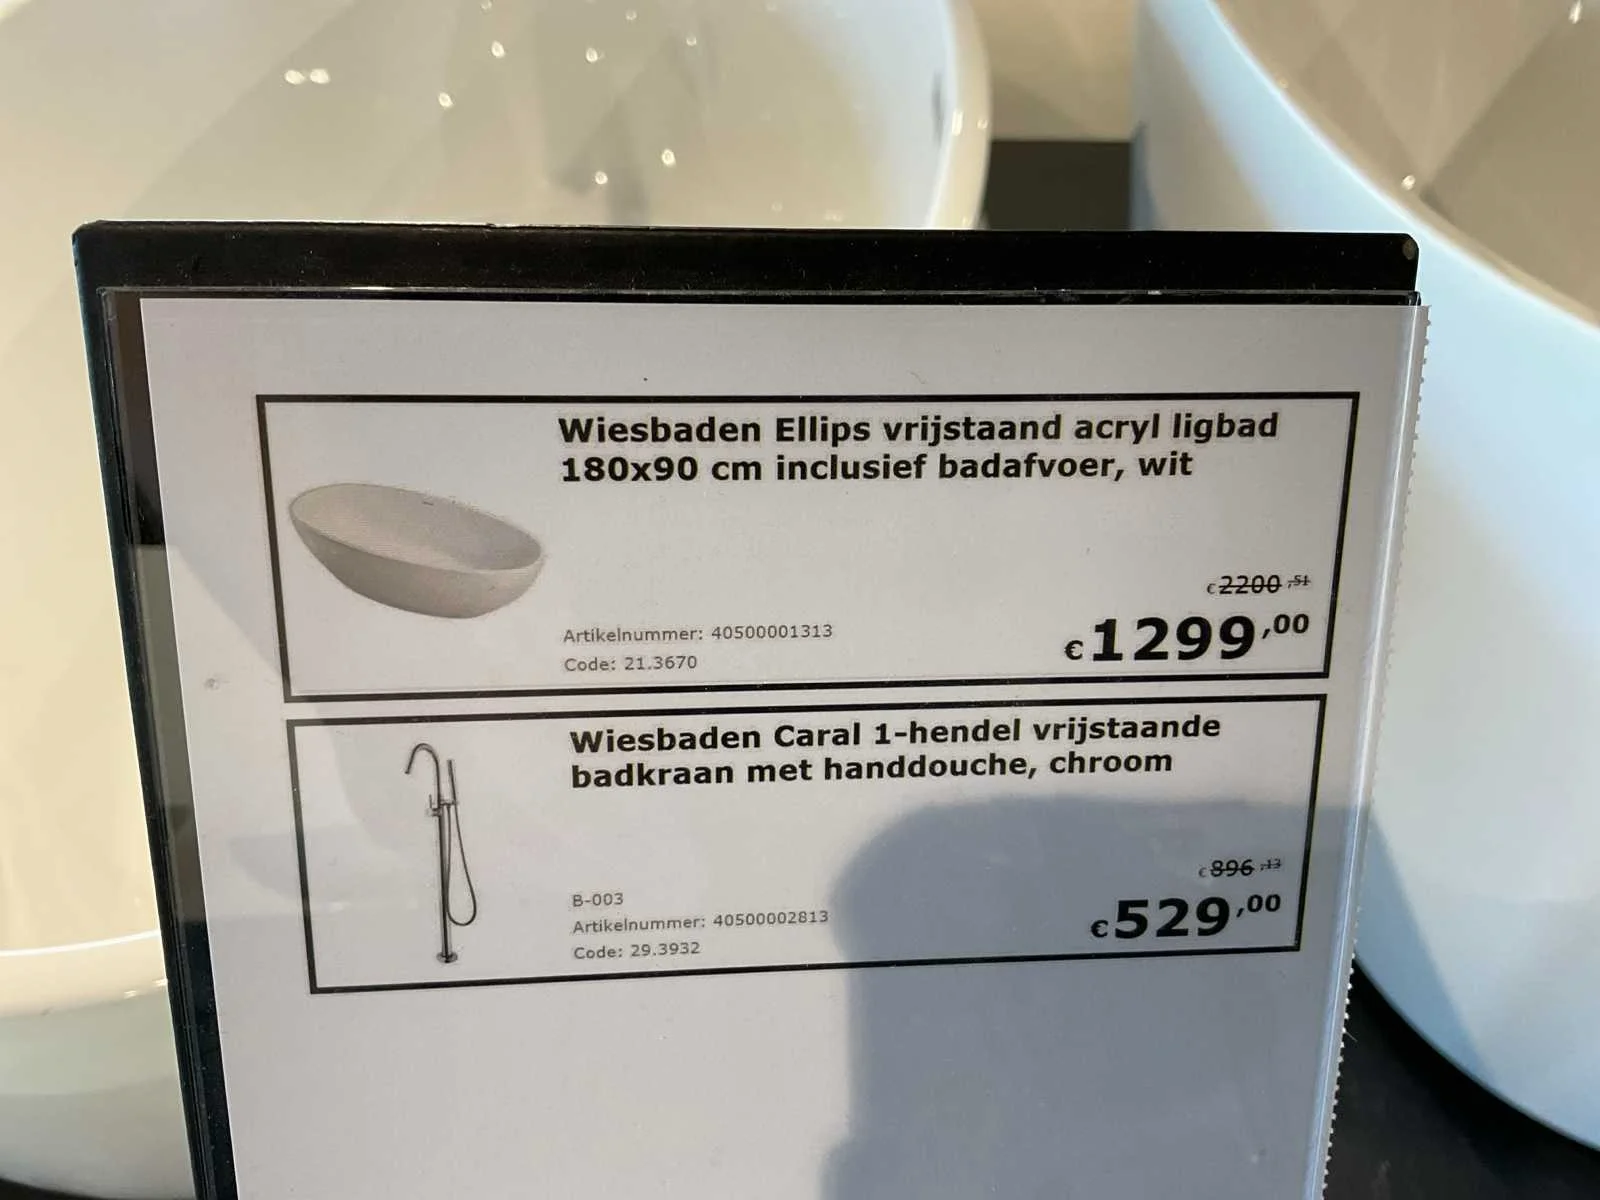 Wiesbaden Ellips vrijstaand acryl ligbad
180x90 cm inclusief badafvoer, wit
€2200,51
€1299,00
Artikelnummer: 40500001313
Code: 21.3670
Wiesbaden Caral 1-hendel vrijstaande
badkraan met handdouche, chroom
€896,13
€529,00
B-003
Artikelnummer: 40500002813
Code: 29.3932